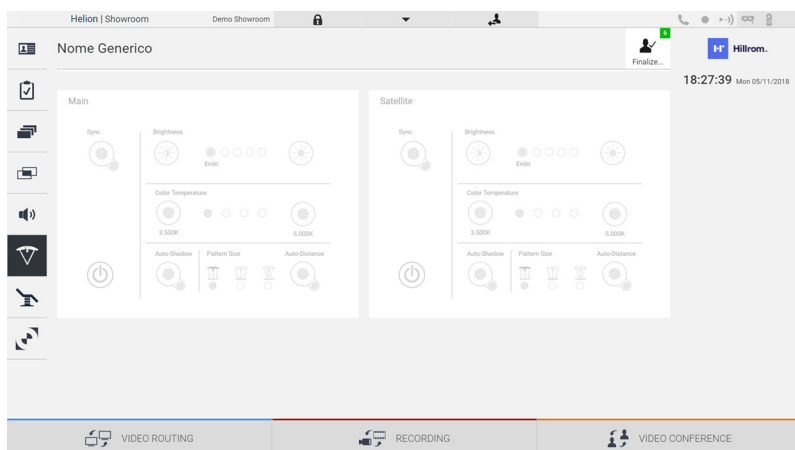 Helion | Showroom
Demo Showroom
Nome Generico
6
Finalize...
Hillrom.
18:27:39 Mon 05/11/2018
Main
Sync
Brightness
Endo
Color Temperature
3.500K
5.000K
Auto-Shadow
Pattern Size
Auto-Distance
Satellite
Sync
Brightness
Endo
Color Temperature
3.500K
5.000K
Auto-Shadow
Pattern Size
Auto-Distance
VIDEO ROUTING
RECORDING
VIDEO CONFERENCE